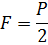 F = P/2